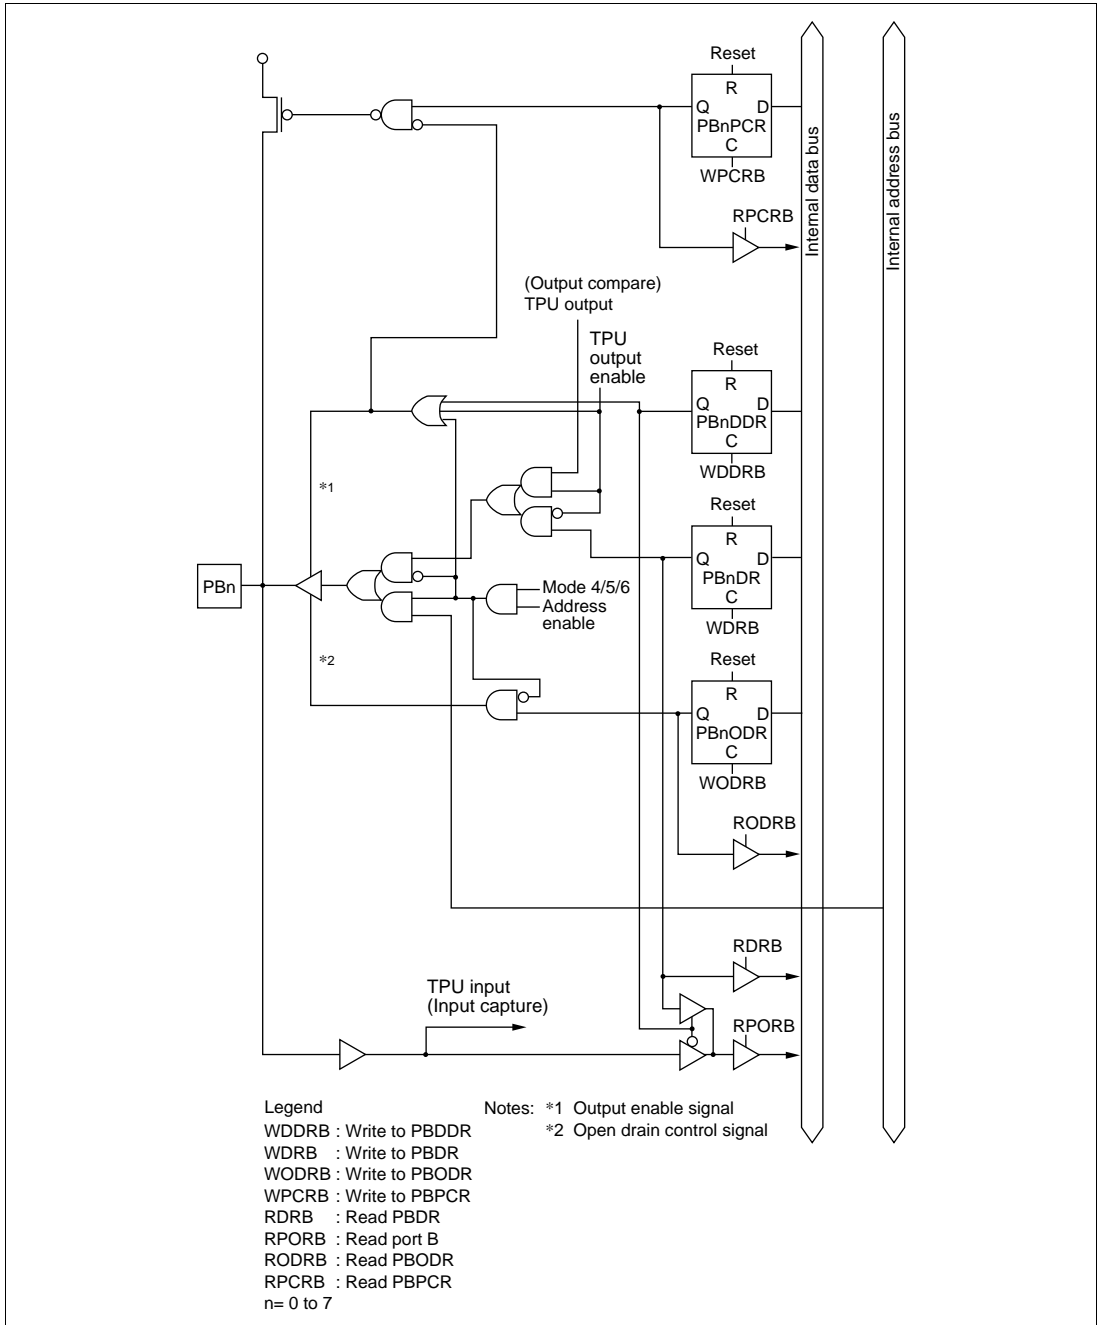 Reset
R
Q D
PBnPCR
C
WPCRB
RPCRB
Internal data bus
Internal address bus
(Output compare)
TPU output
TPU
output
enable
Reset
R
Q D
PBnDDR
C
WDDRB
*1
Reset
R
Q D
PBnDR
C
WDRB
PBn
Mode 4/5/6
Address
enable
*2
Reset
R
Q D
PBnODR
C
WODRB
RODRB
RDRB
TPU input
(Input capture)
RPORB
Legend
WDDRB : Write to PBDDR
WDRB : Write to PBDR
WODRB : Write to PBODR
WPCRB : Write to PBPCR
RDRB : Read PBDR
RPORB : Read port B
RODRB : Read PBODR
RPCRB : Read PBPCR
n= 0 to 7
Notes: *1 Output enable signal
*2 Open drain control signal